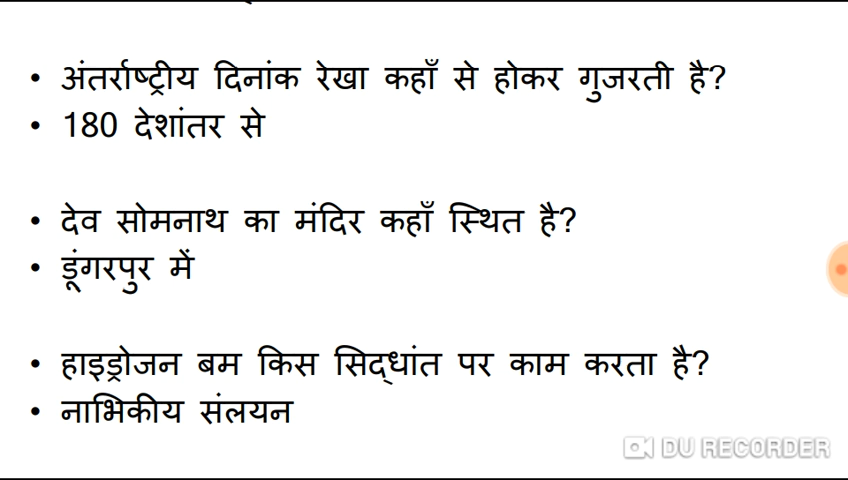 • अंतर्राष्ट्रीय दिनांक रेखा कहाँ से होकर गुजरती है?
• 180 देशांतर से
• देव सोमनाथ का मंदिर कहाँ स्थित है?
• डूंगरपुर में
• हाइड्रोजन बम किस सिद्धांत पर काम करता है?
• नाभिकीय संलयन
DU RECORDER